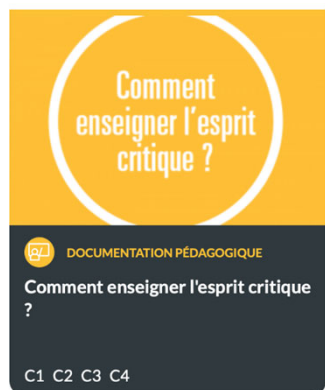 Comment
enseigner l'esprit
critique ?
DOCUMENTATION PÉDAGOGIQUE
Comment enseigner l'esprit critique
?
C1 C2 C3 C4